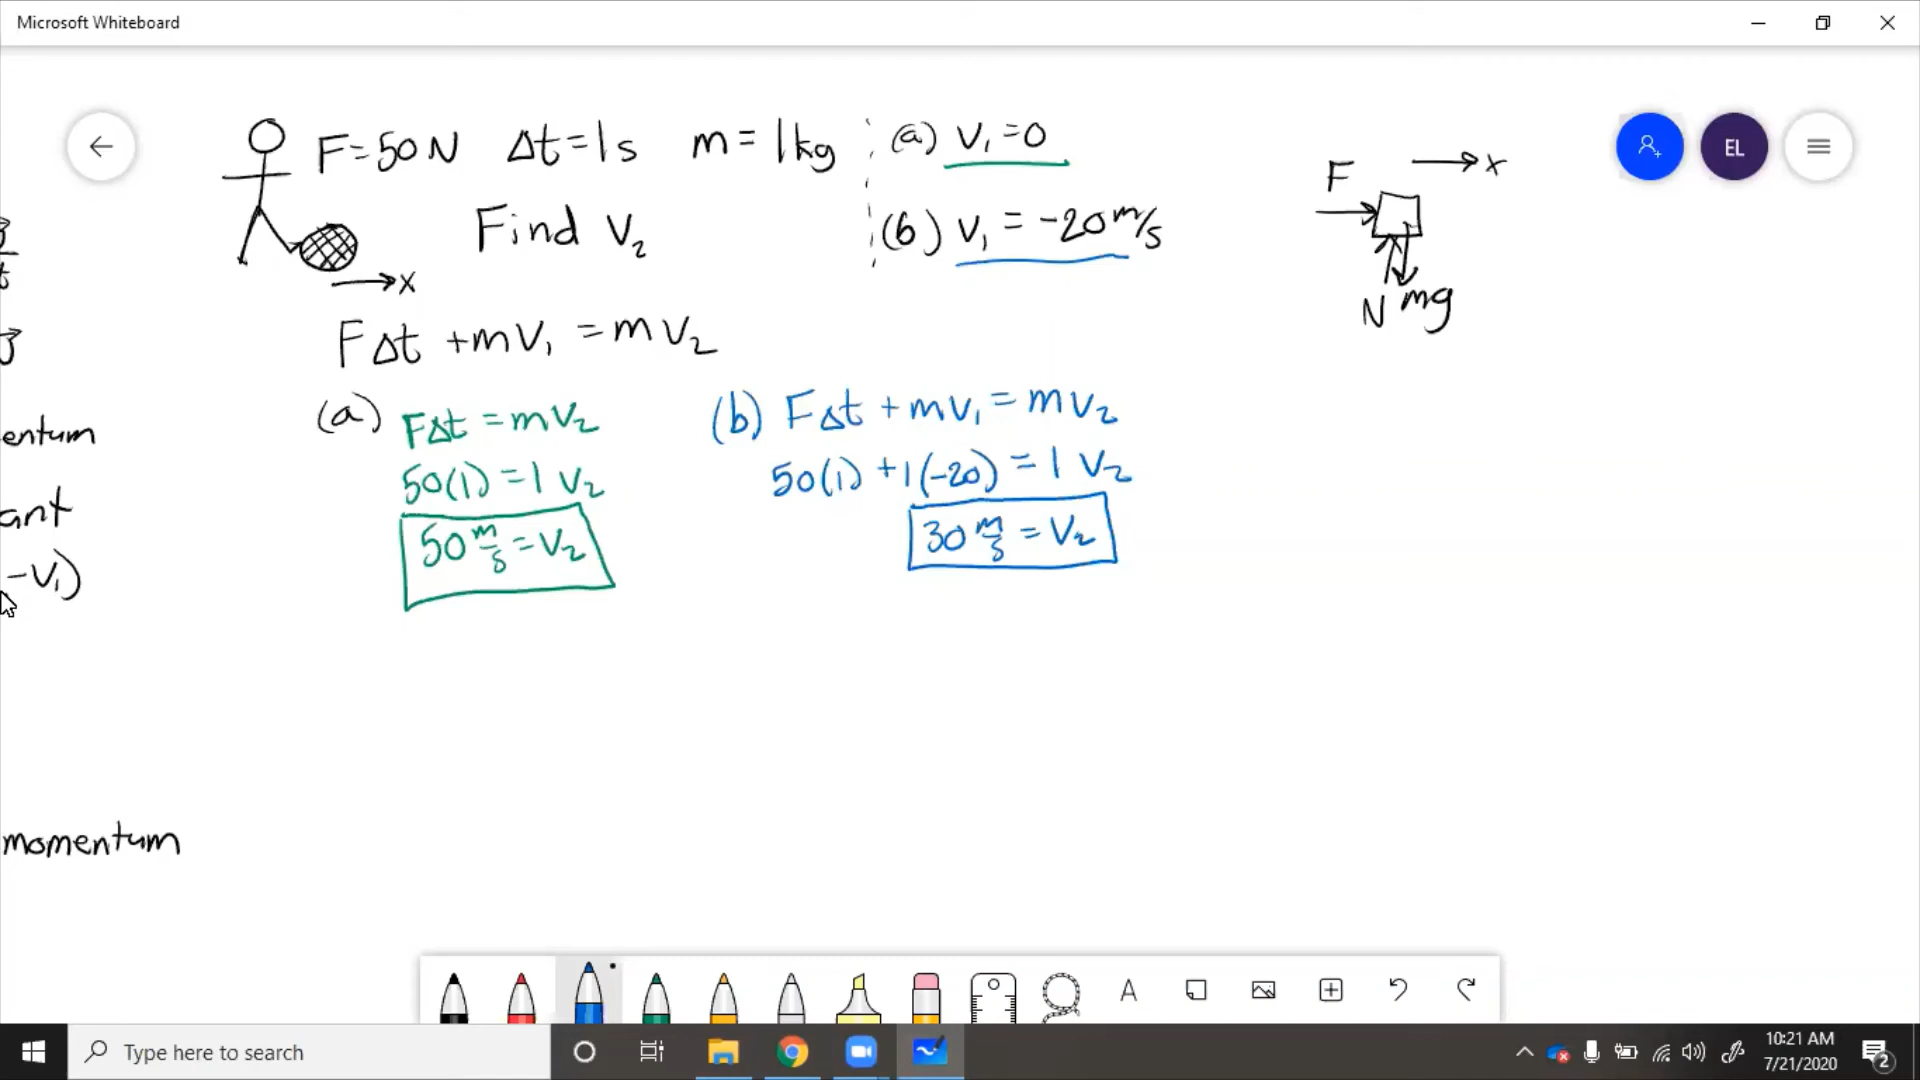 Microsoft Whiteboard
F=50N Δt=1s m=1kg
(a) V₁=0
Find V₂
(b) V₁ = -20 m/s
x
F
x
N mg
EL
FΔt +mV₁ = mV₂
(a) FΔt = mV₂
50(1) = 1 V₂
50 m/s = V₂
(b) FΔt + mV₁ = mV₂
50(1) + 1(-20) = 1 V₂
30 m/s = V₂
entum
ant
-V₁)
momentum
A
Type here to search
10:21 AM
7/21/2020
2